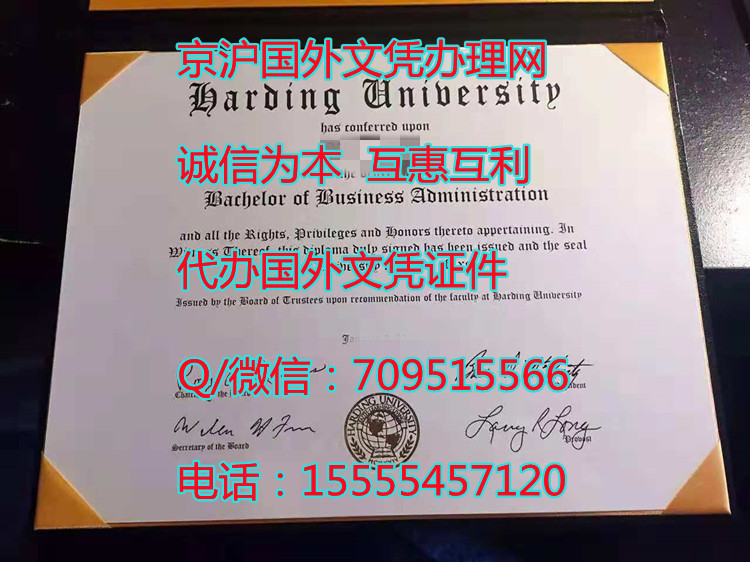 京沪国外文凭办理网
Harding University
has conferred upon
诚信为本 互惠互利
Bachelor of Business Administration
and all the Rights, Privileges and Honors thereto appertaining. In
Thereof, this diploma duly signed has been issued and the seal
代办国外文凭证件
Issued by the Board of Trustees upon recommendation of the faculty at Harding University
Q/微信：709515566
Secretary of the Board
Provost
HARDING UNIVERSITY
电话：15555457120